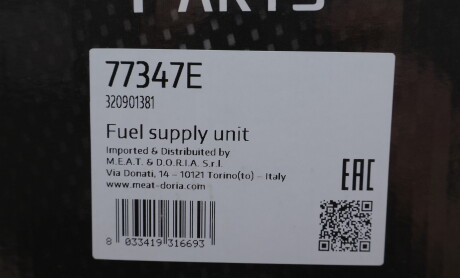 PARTS
77347E
320901381
Fuel supply unit
Imported & Distributed by
M.E.A.T. & D.O.R.I.A. S.r.l.
Via Donati, 14 – 10121 Torino(to) – Italy
www.meat-doria.com
EAC
8 033419 316693